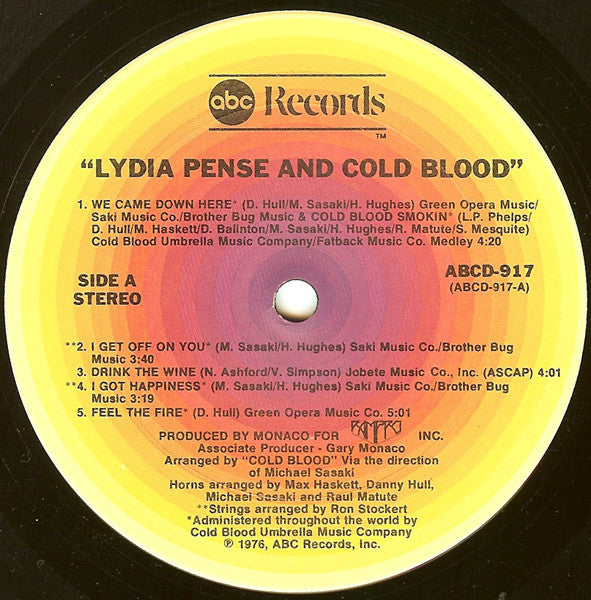 abc Records
TM
"LYDIA PENSE AND COLD BLOOD"
1. WE CAME DOWN HERE* (D. Hull/M. Sasaki/H. Hughes) Green Opera Music/
Saki Music Co./Brother Bug Music & COLD BLOOD SMOKIN* (L.P. Phelps/
D. Hull/M. Haskett/D. Balinton/M. Sasaki/H. Hughes/R. Matute/S. Mesquite)
Cold Blood Umbrella Music Company/Fatback Music Co. Medley 4:20
SIDE A
STEREO
ABCD-917
(ABCD-917-A)
**2. I GET OFF ON YOU* (M. Sasaki/H. Hughes) Saki Music Co./Brother Bug
Music 3:40
3. DRINK THE WINE (N. Ashford/V. Simpson) Jobete Music Co., Inc. (ASCAP) 4:01
**4. I GOT HAPPINESS* (M. Sasaki/H. Hughes) Saki Music Co./Brother Bug
Music 3:19
5. FEEL THE FIRE* (D. Hull) Green Opera Music Co. 5:01
PRODUCED BY MONACO FOR INC.
Associate Producer - Gary Monaco
Arranged by "COLD BLOOD" Via the direction
of Michael Sasaki
Horns arranged by Max Haskett, Danny Hull,
Michael Sasaki and Raul Matute
**Strings arranged by Ron Stockert
*Administered throughout the world by
Cold Blood Umbrella Music Company
℗ 1976, ABC Records, Inc.